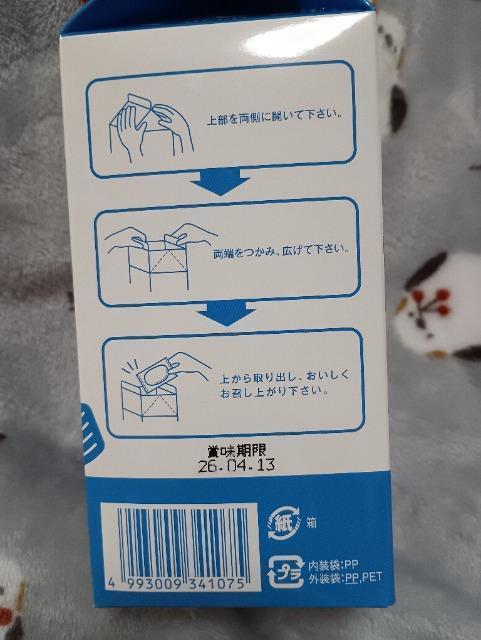 上部を両側に開いて下さい。
両端をつかみ、広げて下さい。
上から取り出し、おいしく
お召し上がり下さい。
賞味期限
26.04.13
紙 箱
プラ
内装袋:PP
外装袋:PP,PET
4 993009 341075